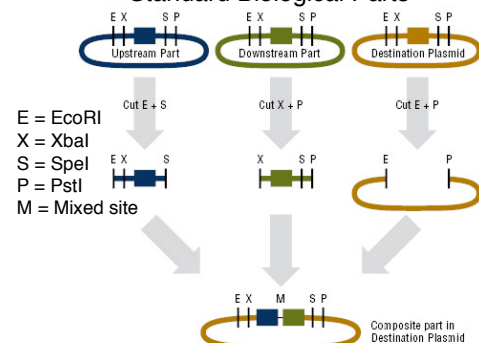 Standard Biological Parts
E X S P
E X S P
E X S P
Upstream Part
Downstream Part
Destination Plasmid
Cut E + S
Cut X + P
Cut E + P
E = EcoRI
X = XbaI
S = SpeI
P = PstI
M = Mixed site
E X S
X S P
E P
E X M S P
Composite part in
Destination Plasmid